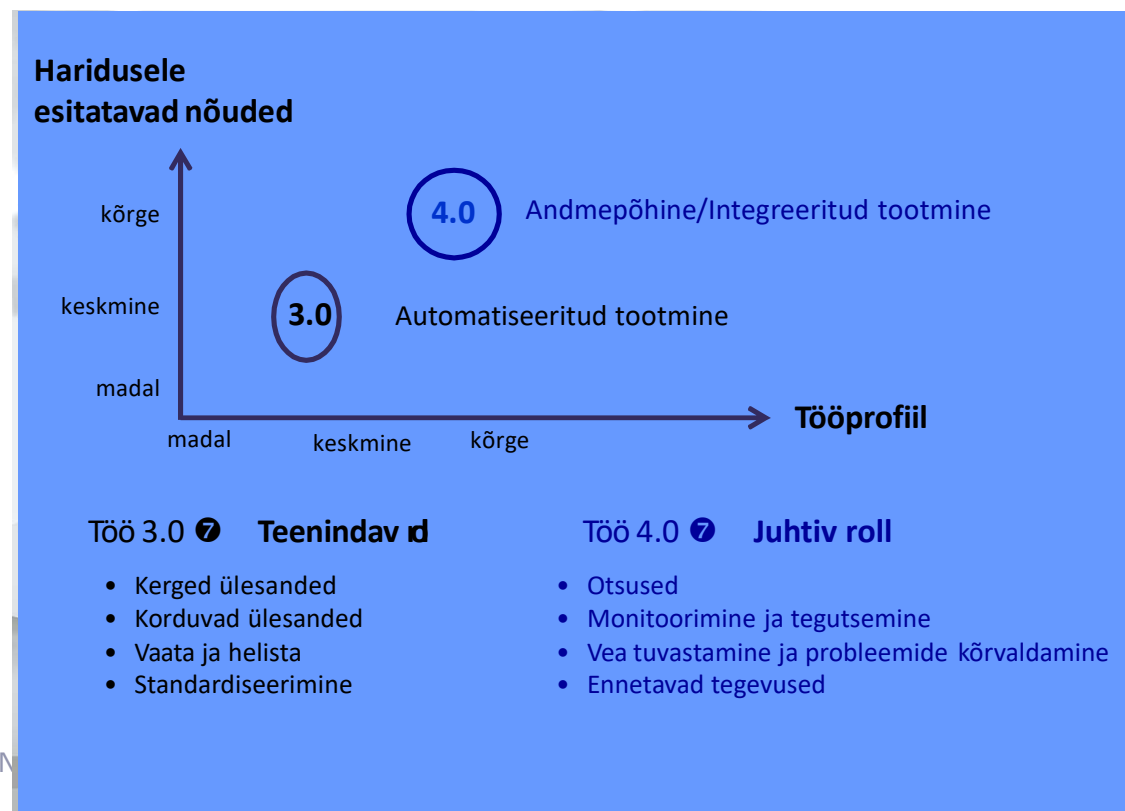 Haridusele
esitatavad nõuded
kõrge
4.0
Andmepõhine/Integreeritud tootmine
keskmine
3.0
Automatiseeritud tootmine
madal
Tööprofiil
madal
keskmine
kõrge
Töö 3.0 ❼ Teenindav
Töö 4.0 ❼ Juhtiv roll
• Kerged ülesanded
• Korduvad ülesanded
• Vaata ja helista
• Standardiseerimine
• Otsused
• Monitoorimine ja tegutsemine
• Vea tuvastamine ja probleemide kõrvaldamine
• Ennetavad tegevused
N